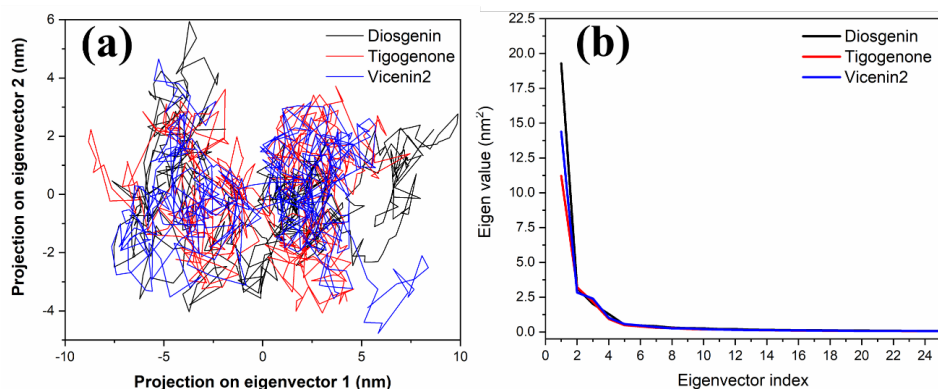 (a)
Diosgenin
Tigogenone
Vicenin2
Projection on eigenvector 2 (nm)
6
4
2
0
-2
-4
-10
-5
0
5
10
Projection on eigenvector 1 (nm)
(b)
Diosgenin
Tigogenone
Vicenin2
Eigen value (nm²)
22.5
20.0
17.5
15.0
12.5
10.0
7.5
5.0
2.5
0.0
0 2 4 6 8 10 12 14 16 18 20 22 24
Eigenvector index